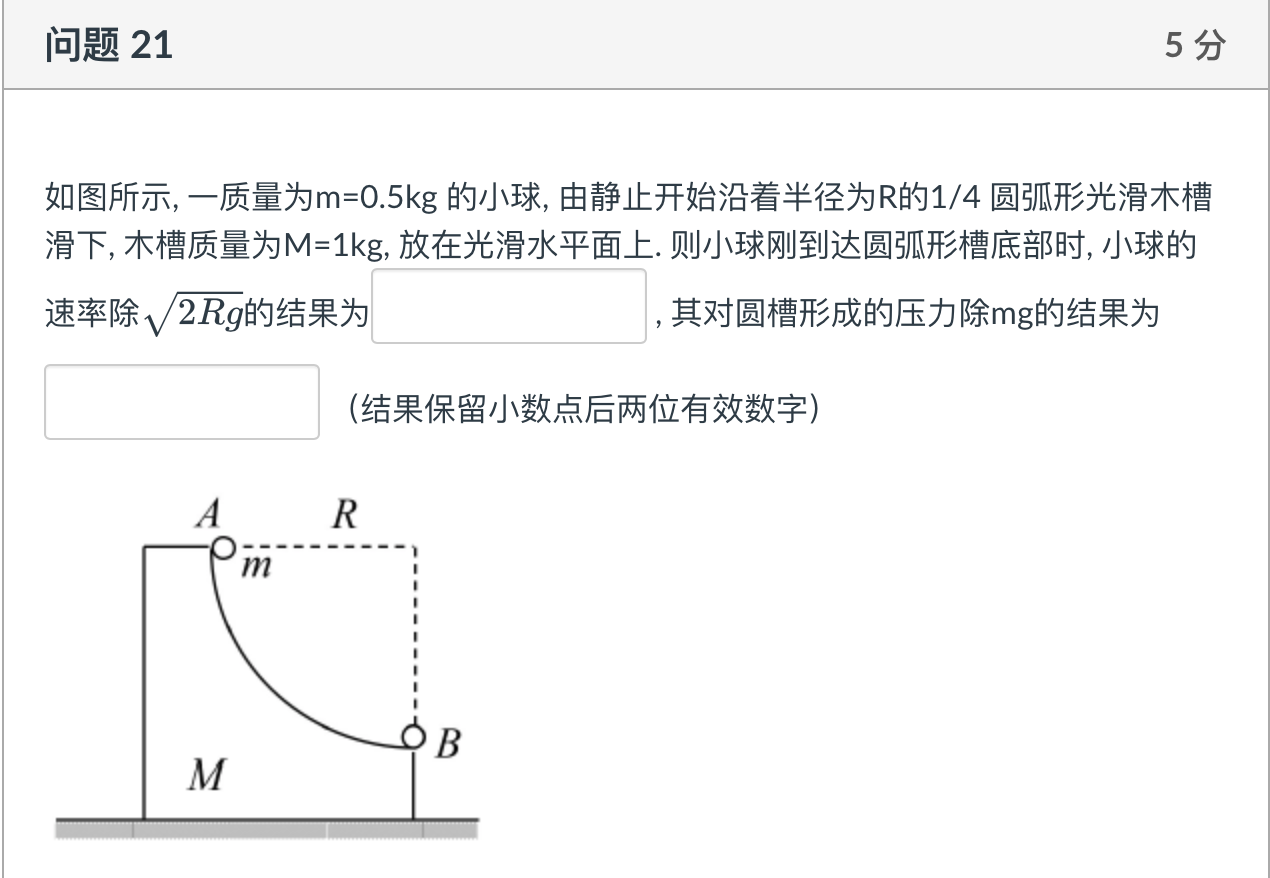 问题 21
5 分
如图所示, 一质量为m=0.5kg 的小球, 由静止开始沿着半径为R的1/4 圆弧形光滑木槽
滑下, 木槽质量为M=1kg, 放在光滑水平面上. 则小球刚到达圆弧形槽底部时, 小球的
速率除√2Rg的结果为 , 其对圆槽形成的压力除mg的结果为
(结果保留小数点后两位有效数字)
A R
m
B
M